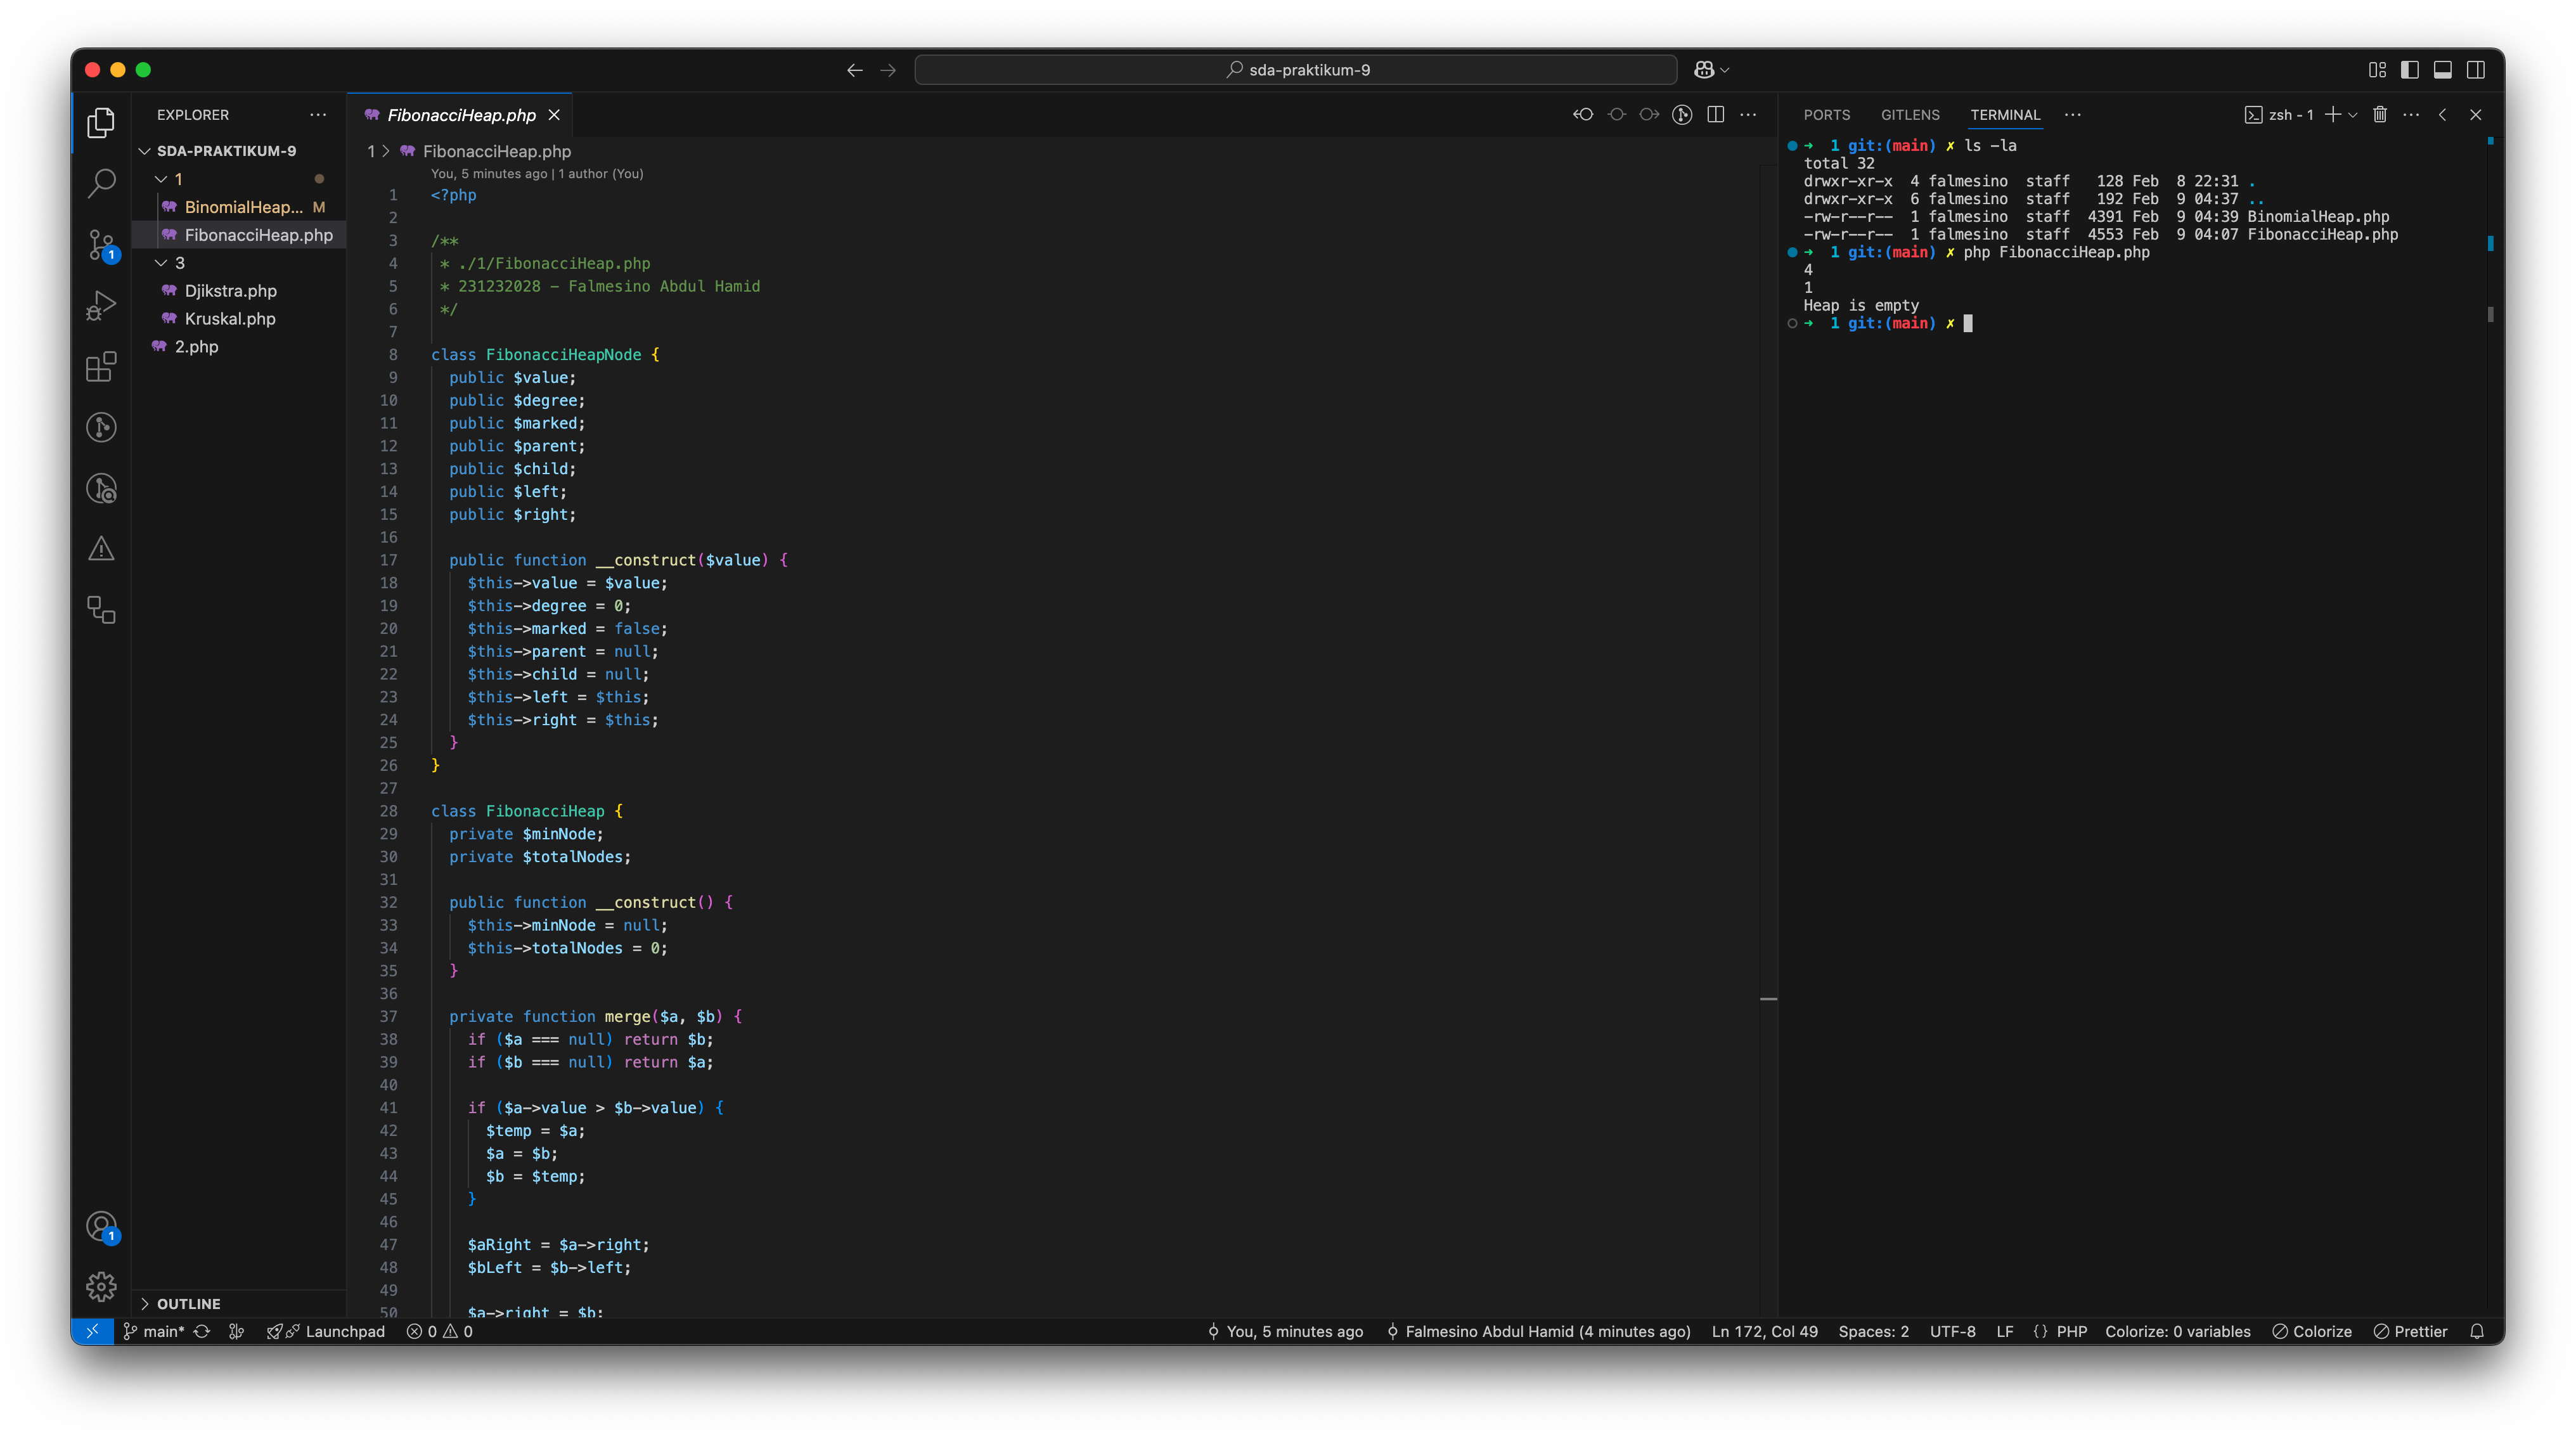 sda-praktikum-9
EXPLORER
SDA-PRAKTIKUM-9
1
BinomialHeap... M
FibonacciHeap.php
3
Djikstra.php
Kruskal.php
2.php
OUTLINE
1
1
FibonacciHeap.php
1 > FibonacciHeap.php
You, 5 minutes ago | 1 author (You)
1 <?php
2
3 /**
4 * ./1/FibonacciHeap.php
5 * 231232028 - Falmesino Abdul Hamid
6 */
7
8 class FibonacciHeapNode {
9 public $value;
10 public $degree;
11 public $marked;
12 public $parent;
13 public $child;
14 public $left;
15 public $right;
16
17 public function __construct($value) {
18 $this->value = $value;
19 $this->degree = 0;
20 $this->marked = false;
21 $this->parent = null;
22 $this->child = null;
23 $this->left = $this;
24 $this->right = $this;
25 }
26 }
27
28 class FibonacciHeap {
29 private $minNode;
30 private $totalNodes;
31
32 public function __construct() {
33 $this->minNode = null;
34 $this->totalNodes = 0;
35 }
36
37 private function merge($a, $b) {
38 if ($a === null) return $b;
39 if ($b === null) return $a;
40
41 if ($a->value > $b->value) {
42 $temp = $a;
43 $a = $b;
44 $b = $temp;
45 }
46
47 $aRight = $a->right;
48 $bLeft = $b->left;
49
50 $a->right = $b;
PORTS GITLENS TERMINAL zsh - 1
→ 1 git:(main) ✗ ls -la
total 32
drwxr-xr-x 4 falmesino staff 128 Feb 8 22:31 .
drwxr-xr-x 6 falmesino staff 192 Feb 9 04:37 ..
-rw-r--r-- 1 falmesino staff 4391 Feb 9 04:39 BinomialHeap.php
-rw-r--r-- 1 falmesino staff 4553 Feb 9 04:07 FibonacciHeap.php
→ 1 git:(main) ✗ php FibonacciHeap.php
4
1
Heap is empty
→ 1 git:(main) ✗
main* Launchpad 0 0 You, 5 minutes ago Falmesino Abdul Hamid (4 minutes ago) Ln 172, Col 49 Spaces: 2 UTF-8 LF {} PHP Colorize: 0 variables Colorize Prettier